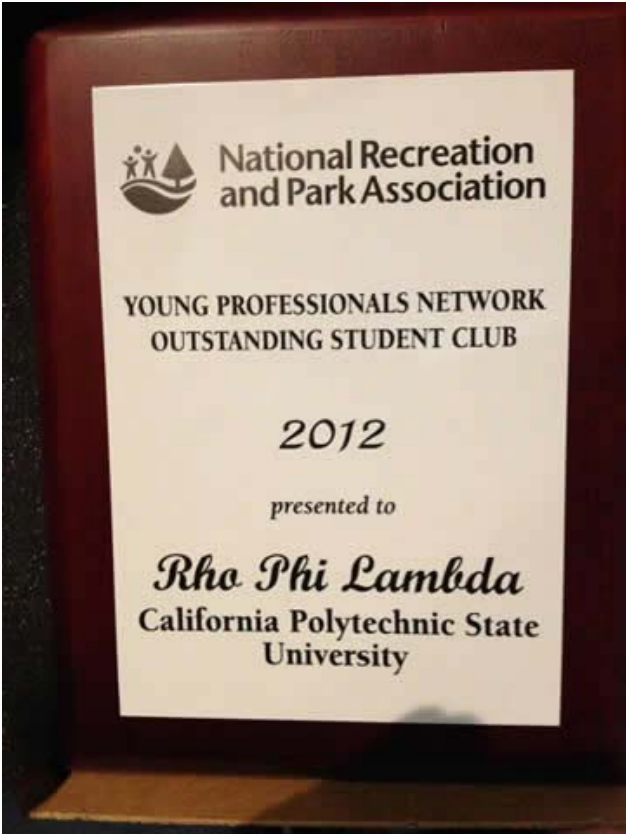 National Recreation
and Park Association
YOUNG PROFESSIONALS NETWORK
OUTSTANDING STUDENT CLUB
2012
presented to
Rho Phi Lambda
California Polytechnic State
University